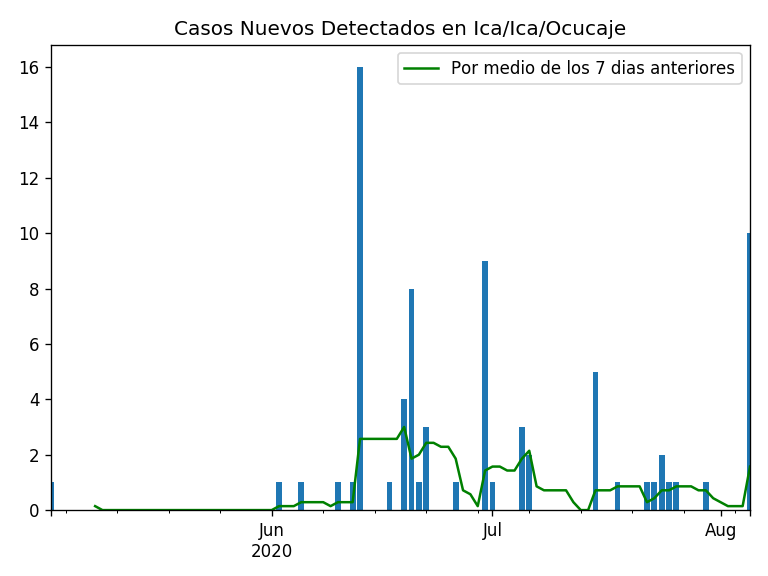 Casos Nuevos Detectados en Ica/Ica/Ocucaje
Por medio de los 7 dias anteriores
16
14
12
10
8
6
4
2
0
Jun
2020
Jul
Aug